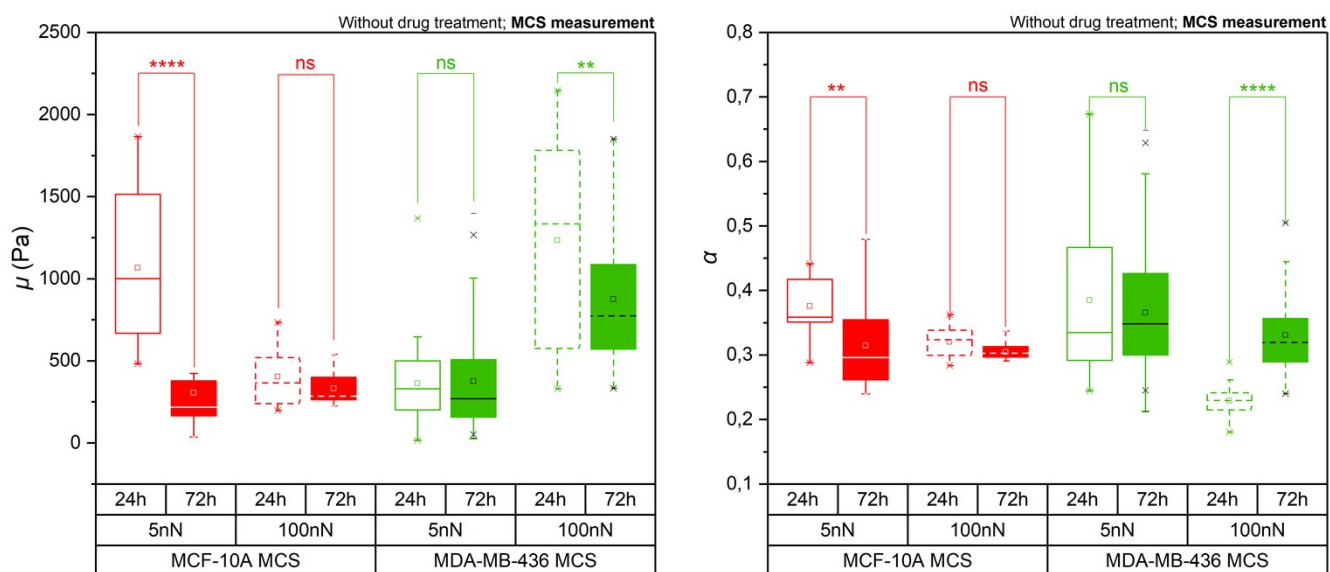 Without drug treatment; MCS measurement
2500
2000
1500
1000
500
0
μ (Pa)
**** ns ns **
24h 72h 24h 72h 24h 72h 24h 72h
5nN 100nN 5nN 100nN
MCF-10A MCS MDA-MB-436 MCS
Without drug treatment; MCS measurement
0,8
0,7
0,6
0,5
0,4
0,3
0,2
0,1
α
** ns ns ****
24h 72h 24h 72h 24h 72h 24h 72h
5nN 100nN 5nN 100nN
MCF-10A MCS MDA-MB-436 MCS